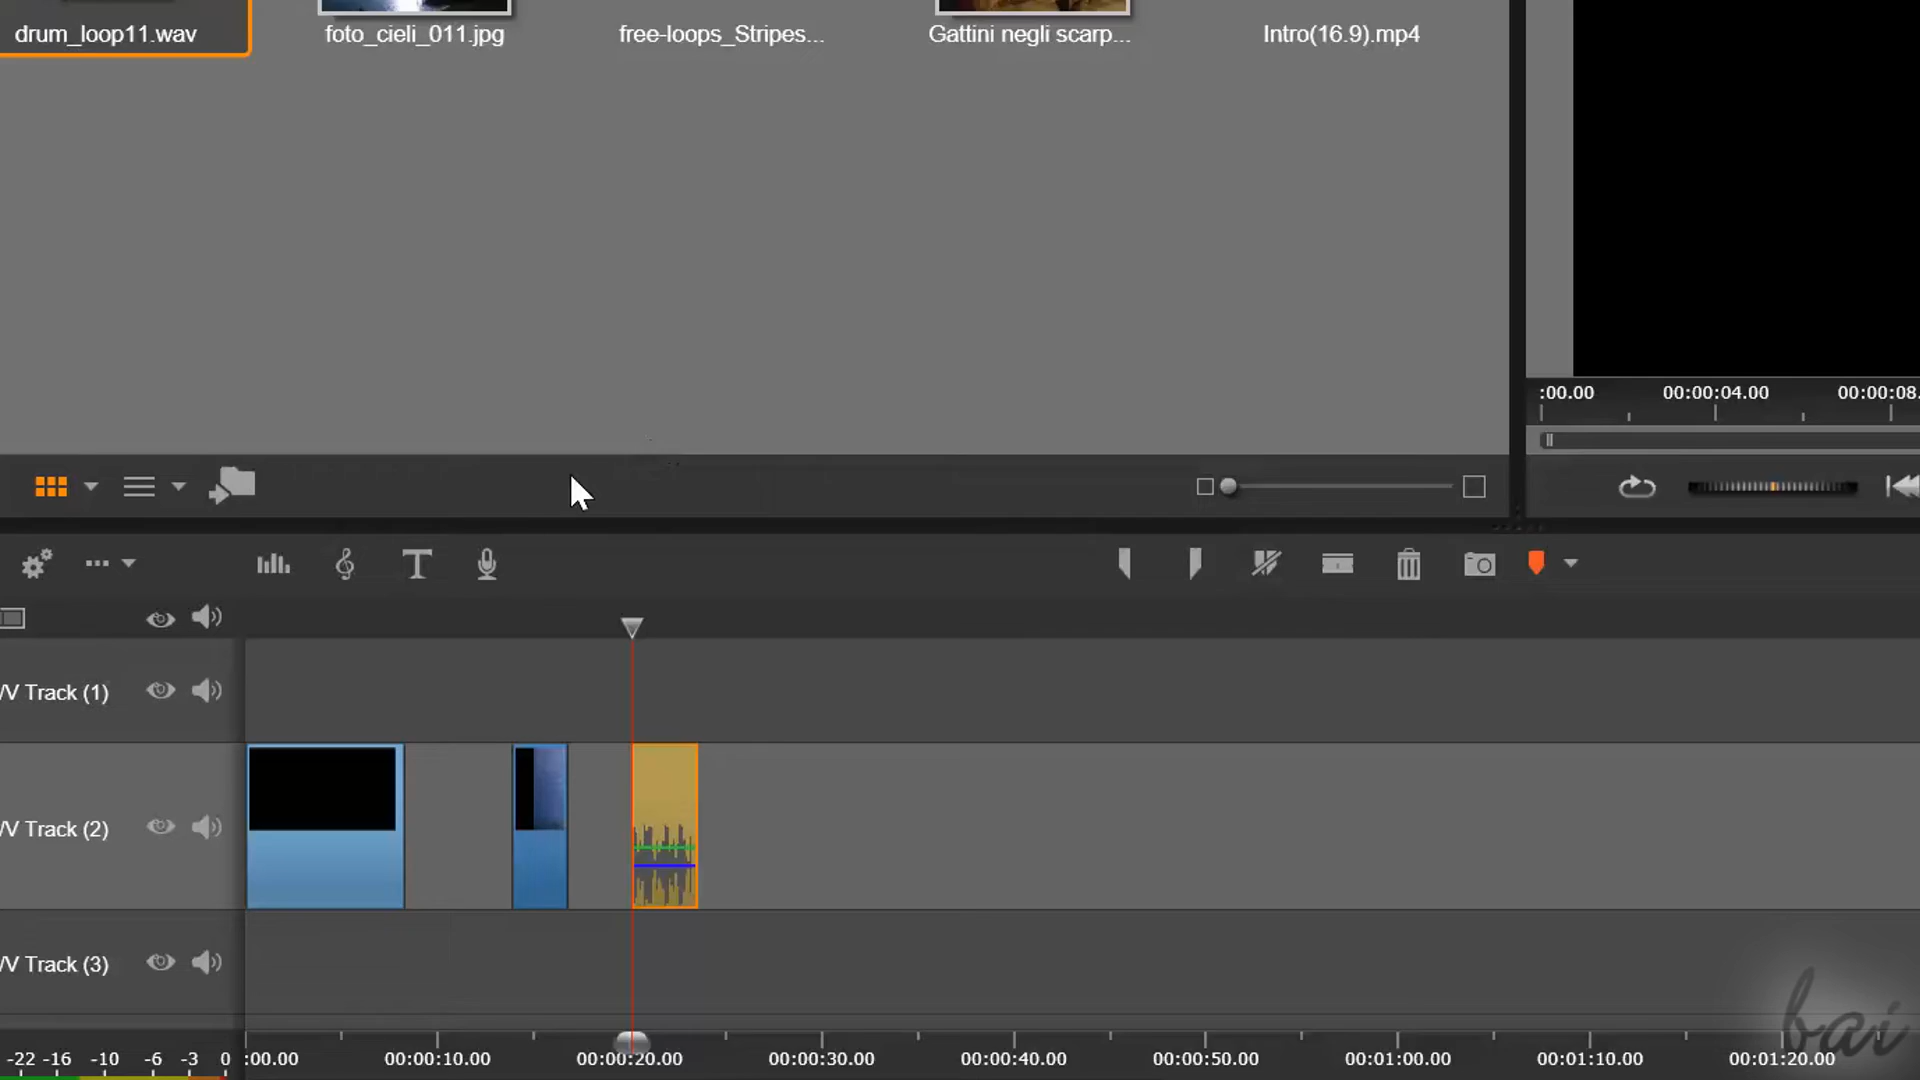 drum_loop11.wav
foto_cieli_011.jpg
free-loops_Stripes...
Gattini negli scarp...
Intro(16.9).mp4
:00.00
00:00:04.00
00:00:08.
/V Track (1)
/V Track (2)
/V Track (3)
-22 -16 -10 -6 -3 0
:00.00
00:00:10.00
00:00:20.00
00:00:30.00
00:00:40.00
00:00:50.00
00:01:00.00
00:01:10.00
00:01:20.00
bai